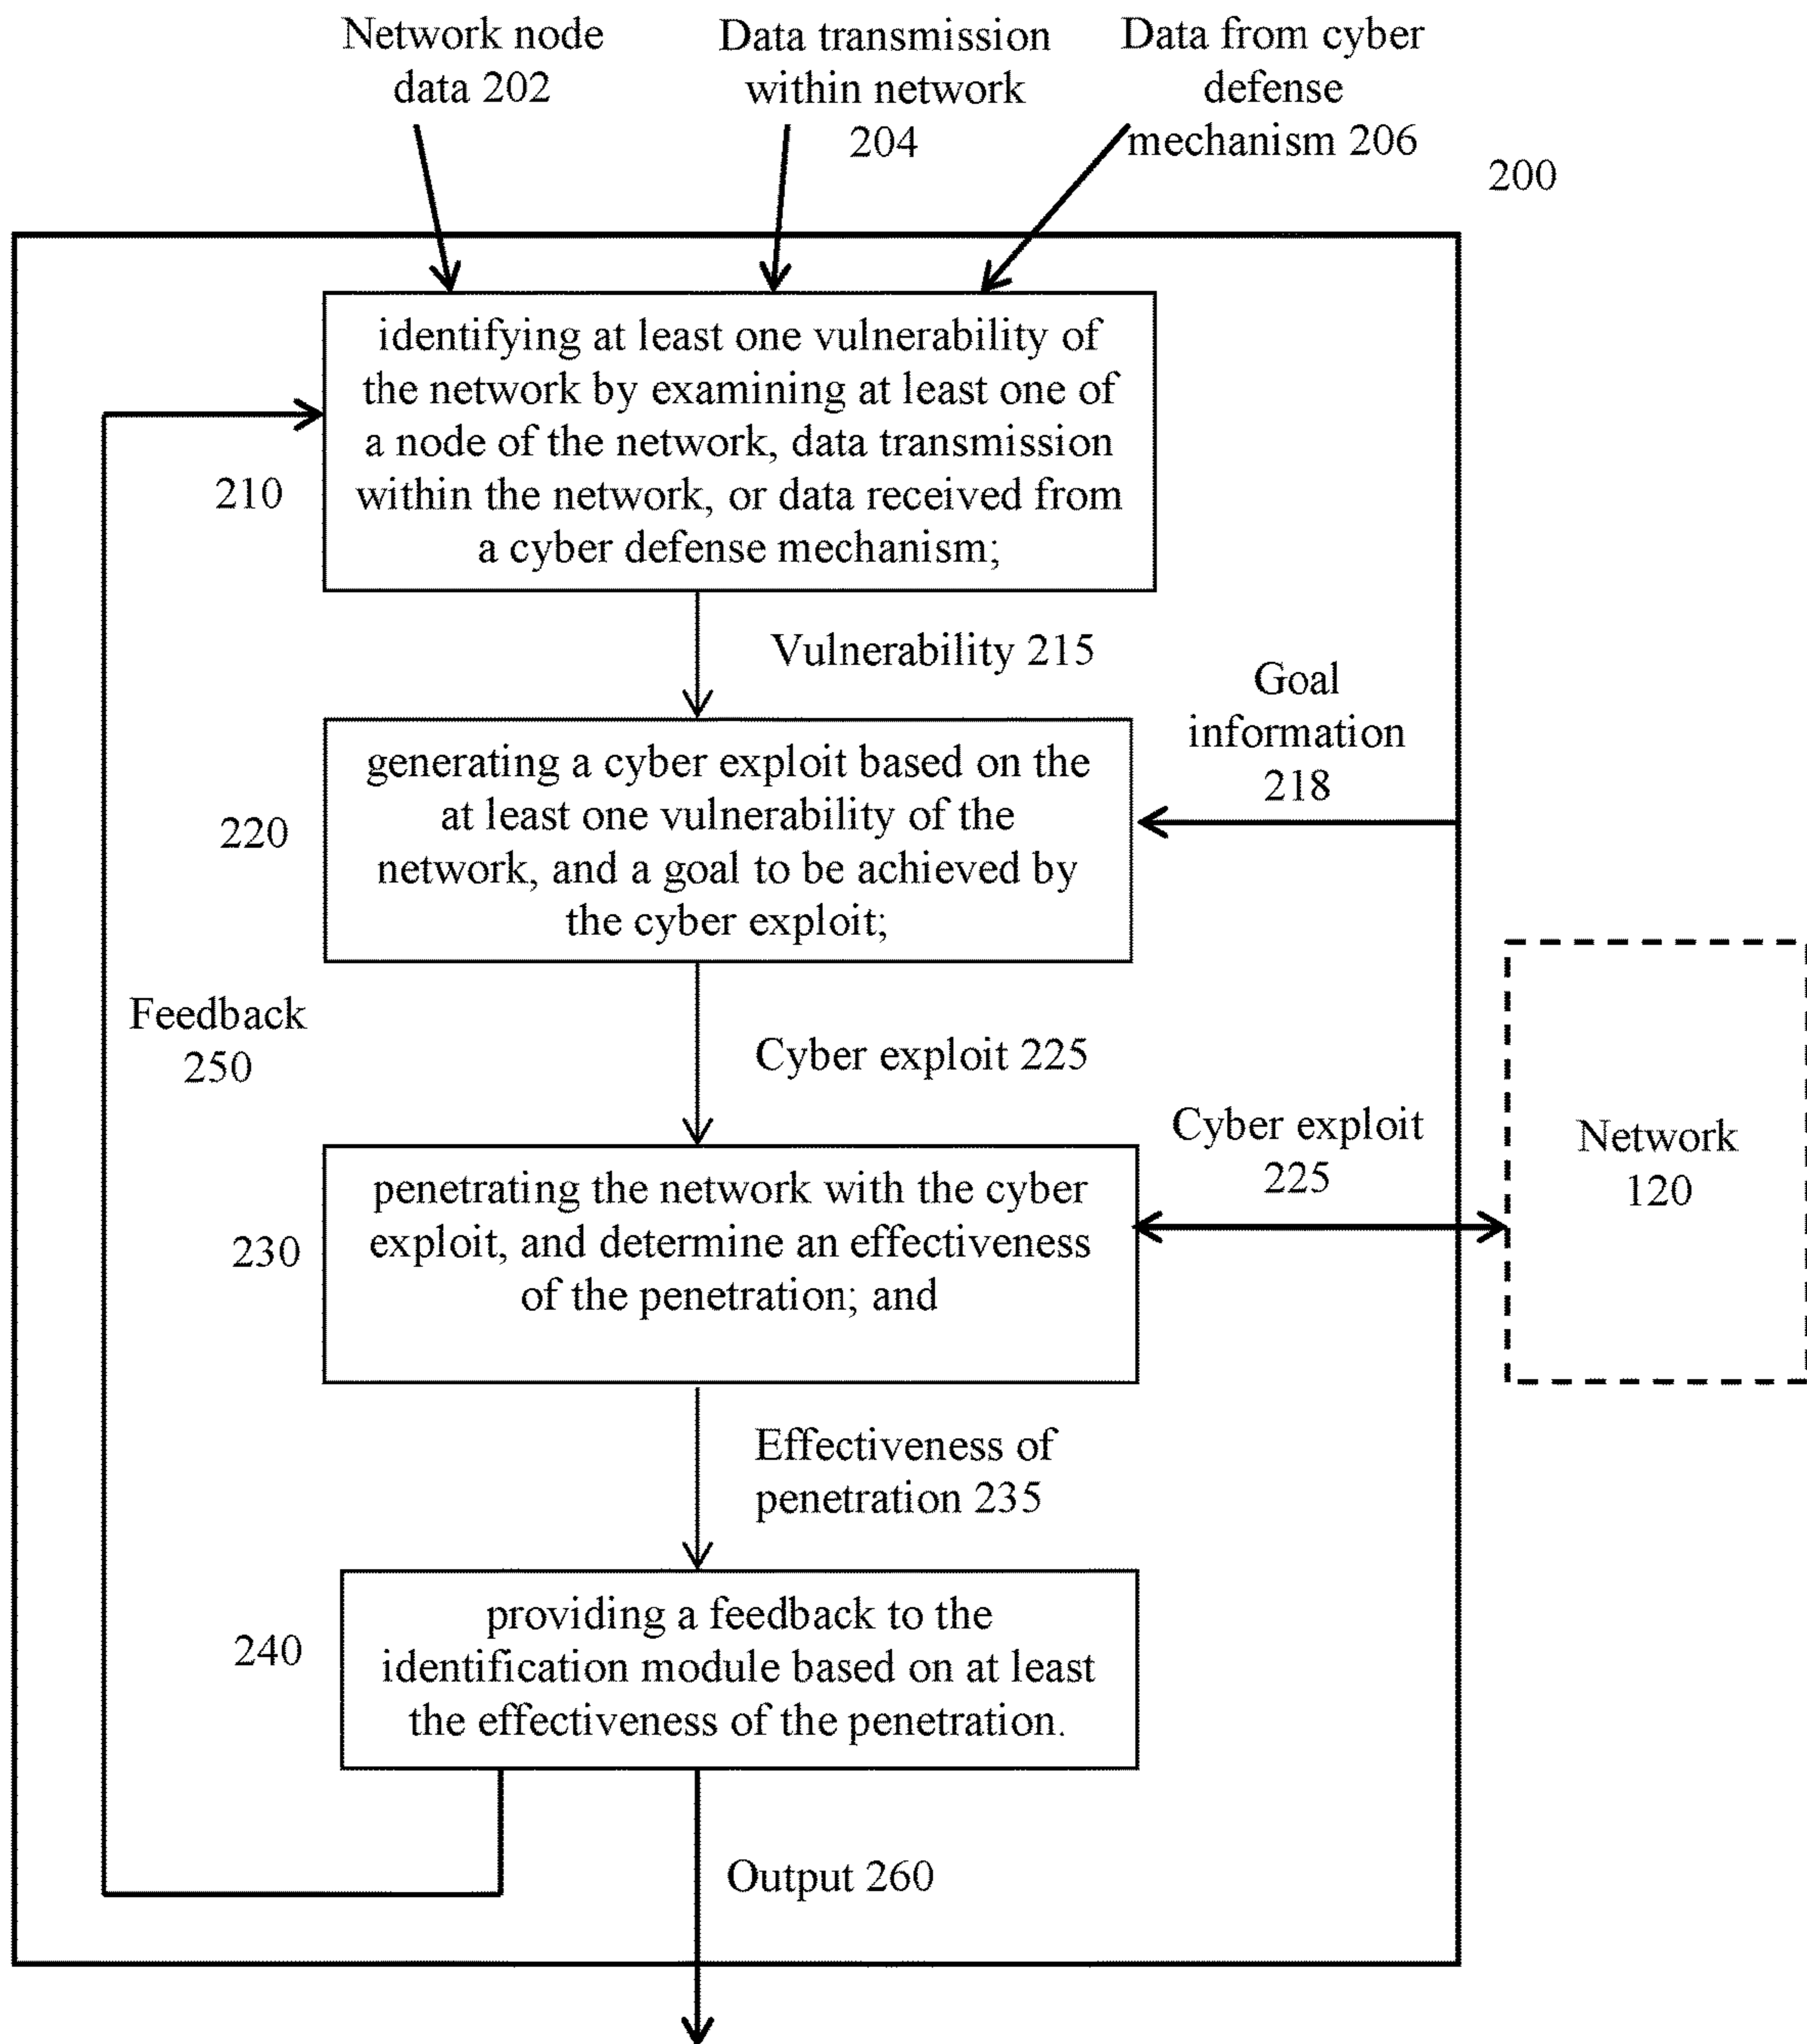 Network node
data 202
Data transmission
within network
204
Data from cyber
defense
mechanism 206
200
identifying at least one vulnerability of
the network by examining at least one of
a node of the network, data transmission
within the network, or data received from
a cyber defense mechanism;
210
Vulnerability 215
Goal
information
218
generating a cyber exploit based on the
at least one vulnerability of the
network, and a goal to be achieved by
the cyber exploit;
220
Feedback
250
Cyber exploit 225
Cyber exploit
225
Network
120
penetrating the network with the cyber
exploit, and determine an effectiveness
of the penetration; and
230
Effectiveness of
penetration 235
providing a feedback to the
identification module based on at least
the effectiveness of the penetration.
240
Output 260